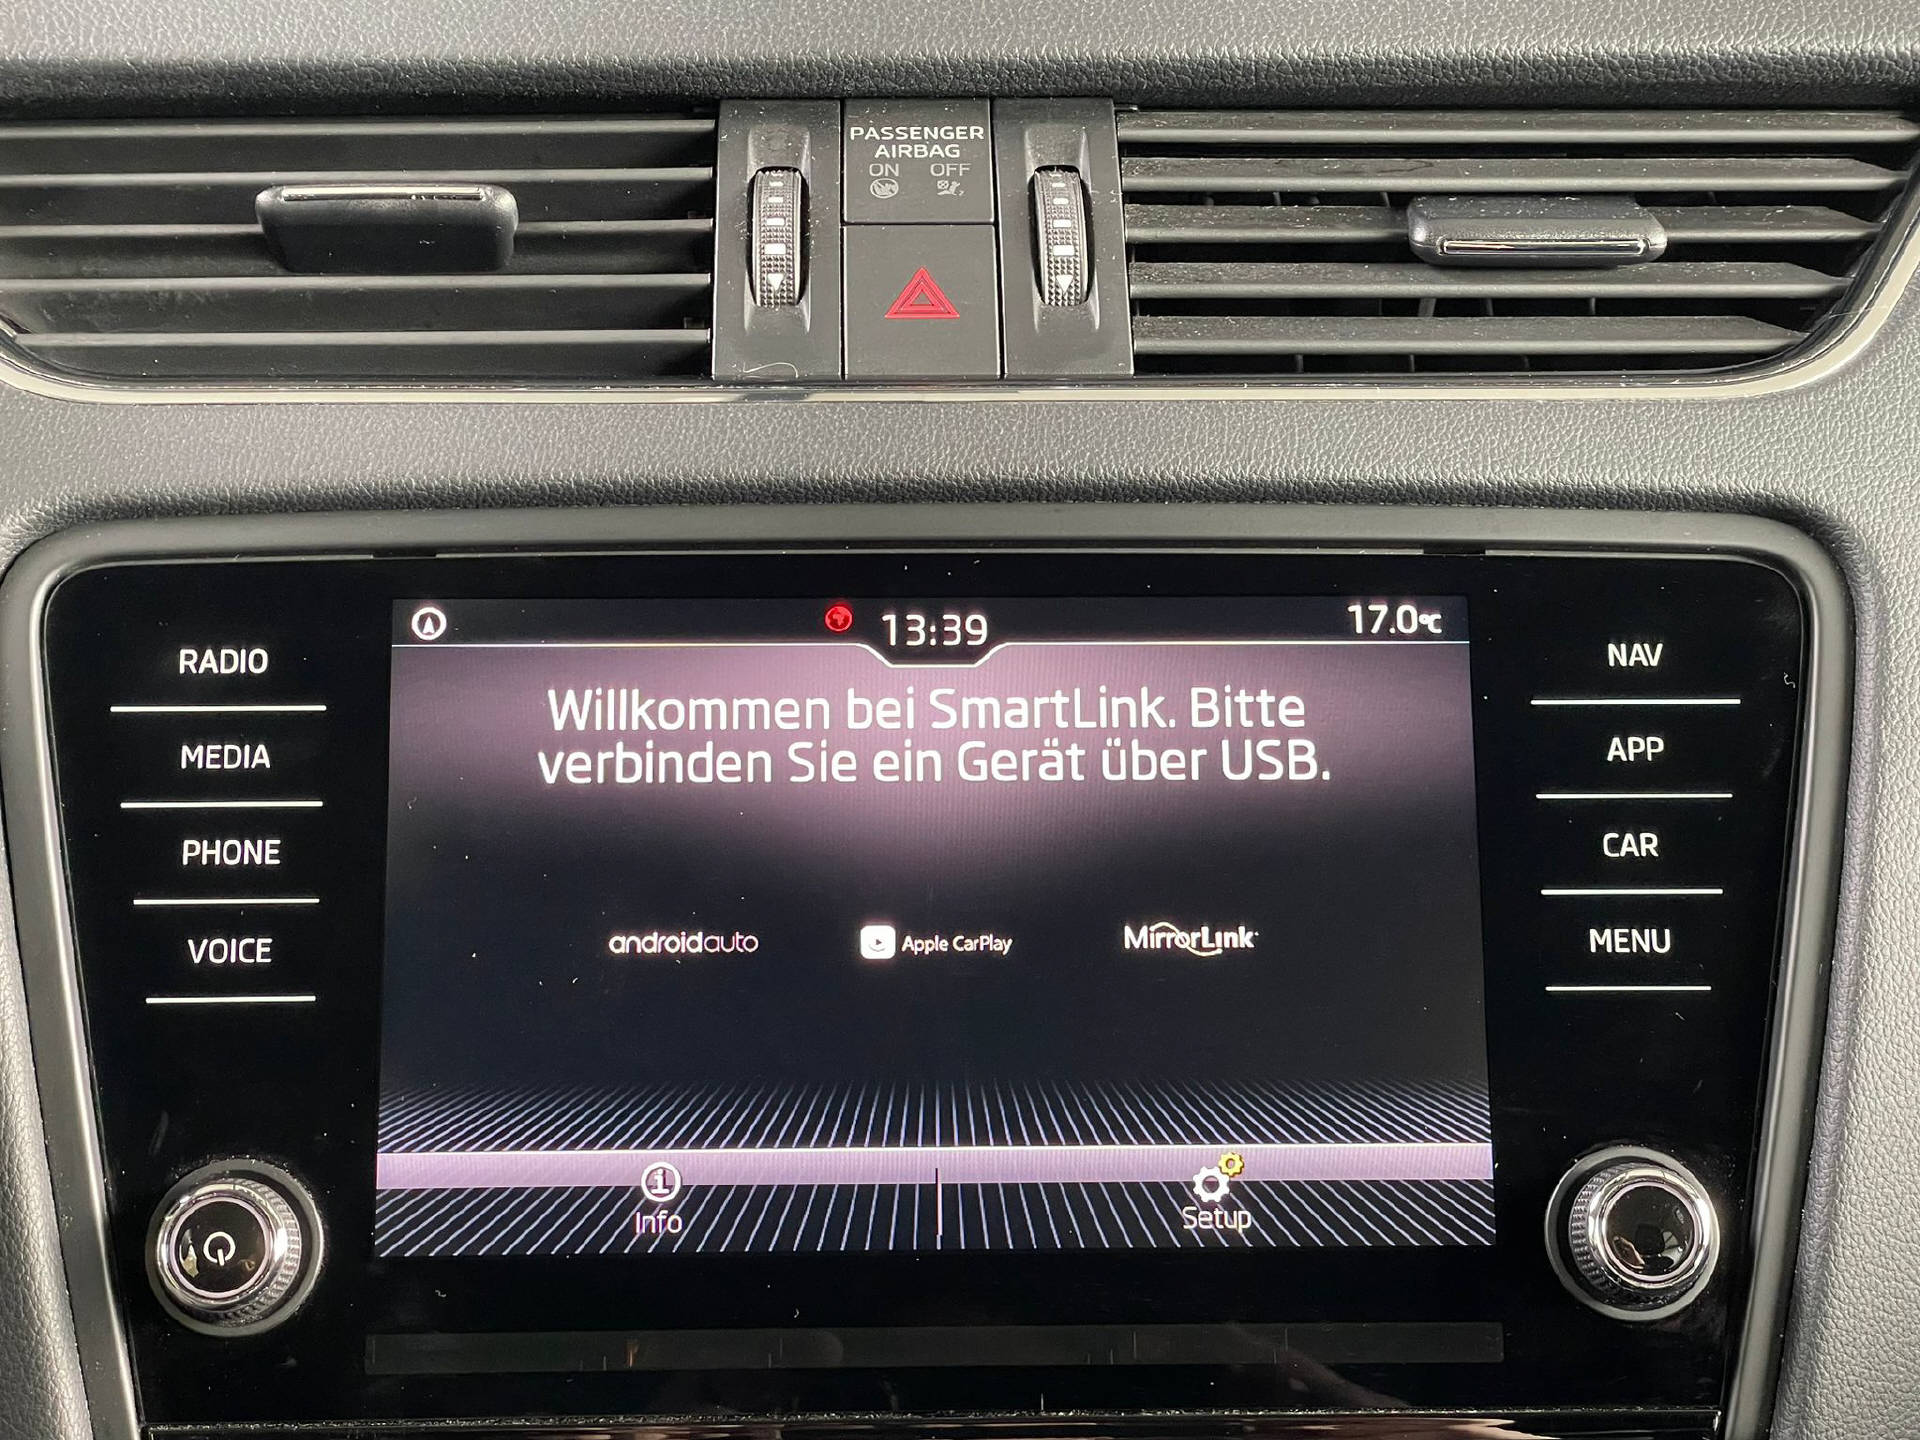 PASSENGER
AIRBAG
ON OFF
13:39
17.0°C
Willkommen bei SmartLink. Bitte
verbinden Sie ein Gerät über USB.
androidauto
Apple CarPlay
MirrorLink
Info
Setup
RADIO
MEDIA
PHONE
VOICE
NAV
APP
CAR
MENU